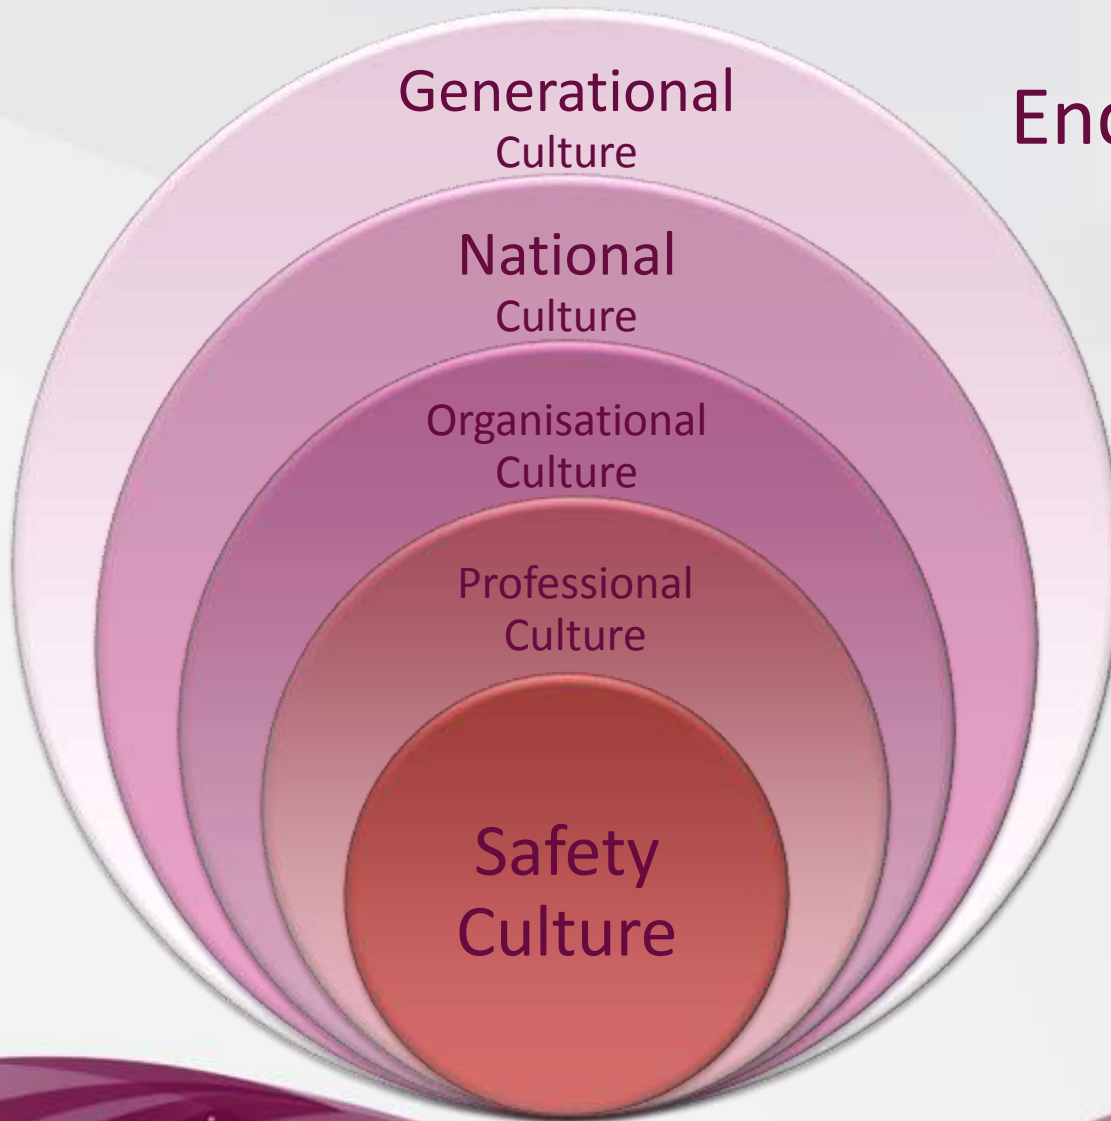 Generational
Culture
National
Culture
Organisational
Culture
Professional
Culture
Safety
Culture